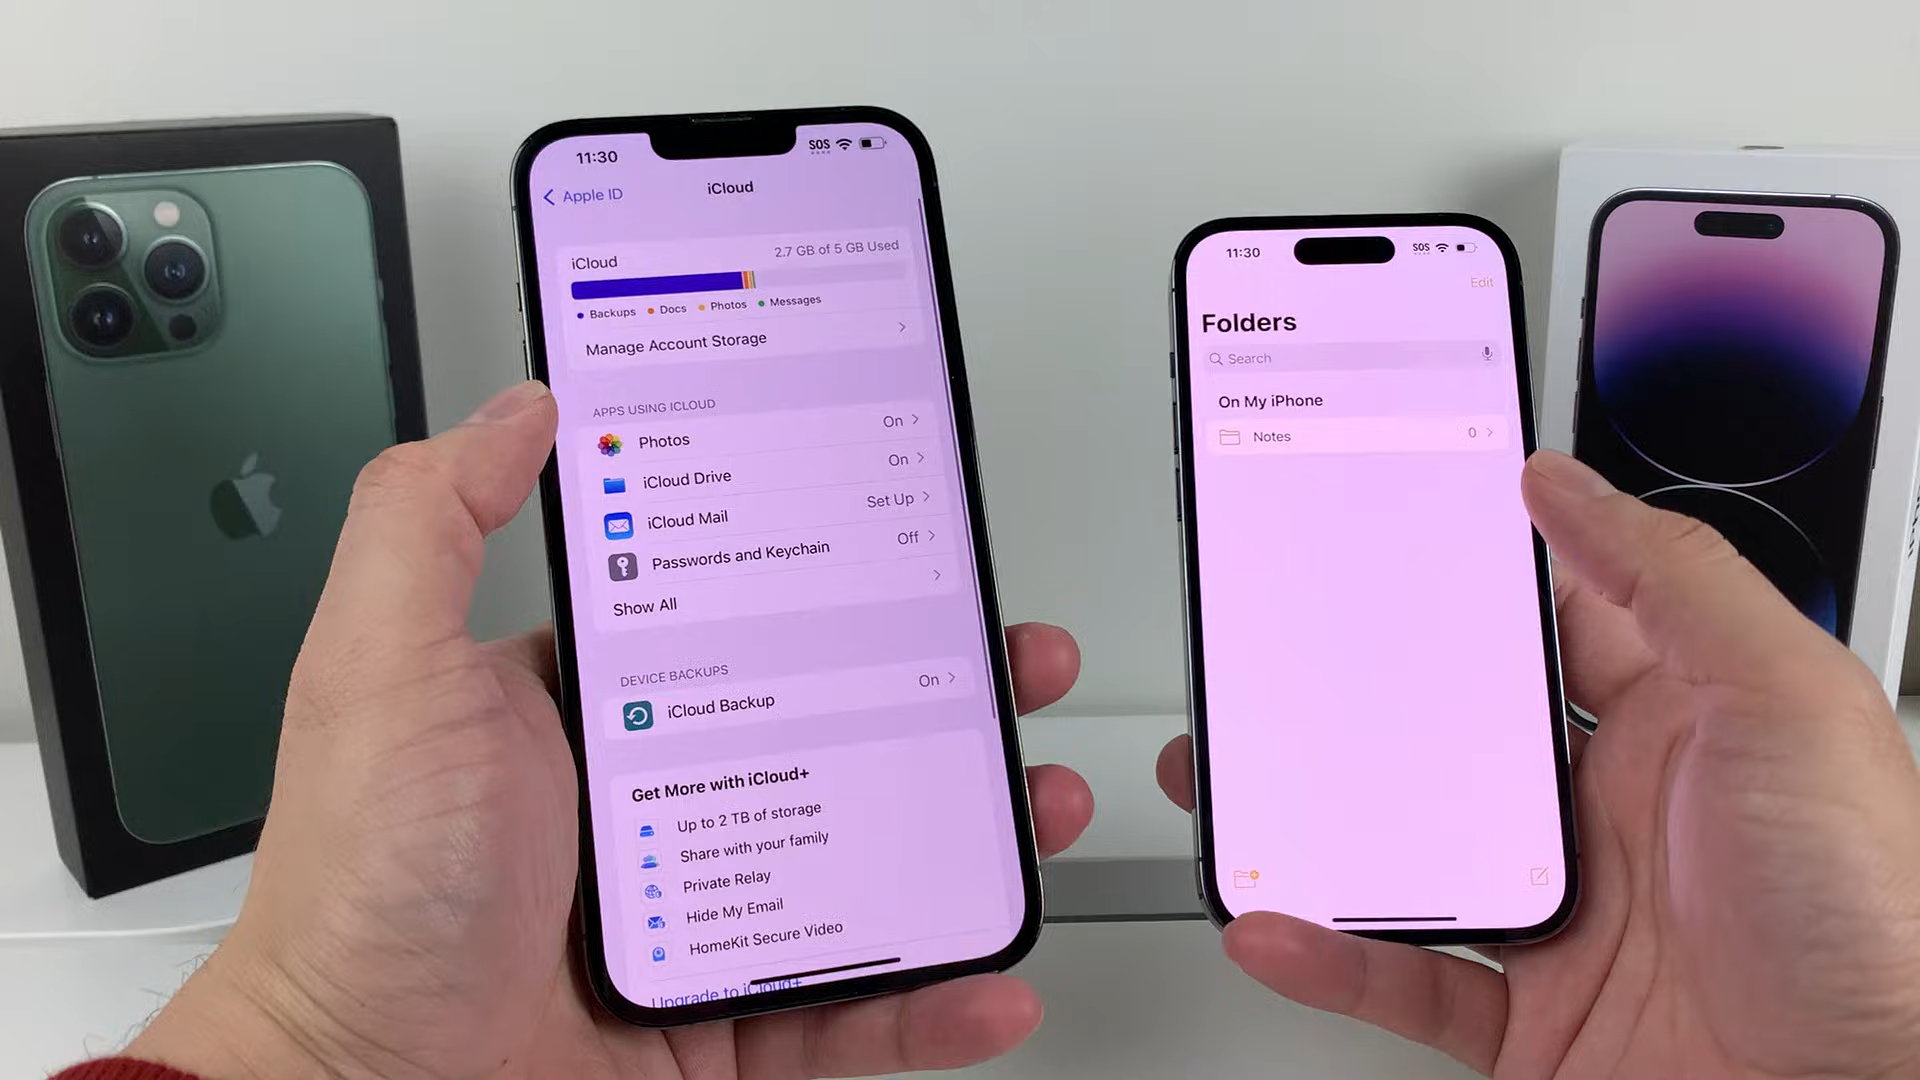 11:30 SOS
Apple ID
iCloud
iCloud
2.7 GB of 5 GB Used
Backups Docs Photos Messages
Manage Account Storage
APPS USING ICLOUD
Photos On
iCloud Drive On
iCloud Mail Set Up
Passwords and Keychain Off
Show All
DEVICE BACKUPS
iCloud Backup On
Get More with iCloud+
Up to 2 TB of storage
Share with your family
Private Relay
Hide My Email
HomeKit Secure Video
Upgrade to iCloud+
11:30 SOS
Edit
Folders
Search
On My iPhone
Notes 0